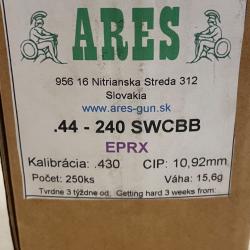 ARES
956 16 Nitrianska Streda 312
Slovakia
www.ares-gun.sk
.44 - 240 SWCBB
EPRX
Kalibrácia: .430 CIP: 10,92mm
Počet: 250ks Váha: 15,6g
Tvrdne 3 týždne od: Getting hard 3 weeks from: